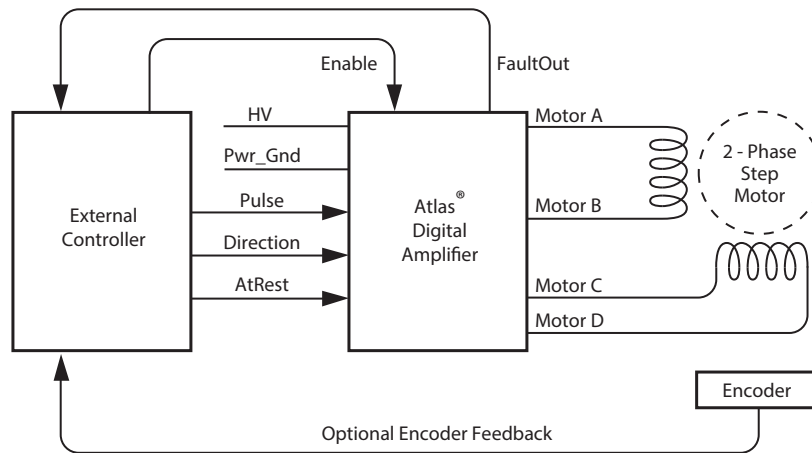 Enable
FaultOut
HV
Pwr_Gnd
Pulse
Direction
AtRest
External
Controller
Atlas®
Digital
Amplifier
Motor A
Motor B
Motor C
Motor D
2 - Phase
Step
Motor
Encoder
Optional Encoder Feedback